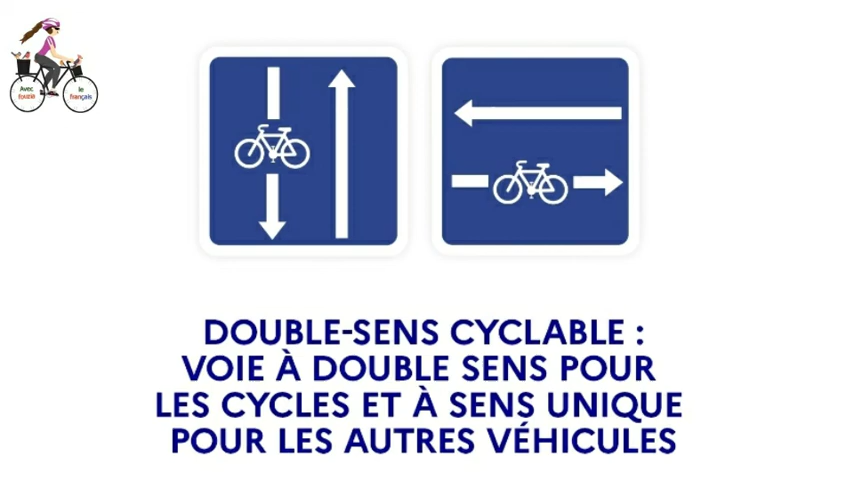 Avec
fouzia
le
français
DOUBLE-SENS CYCLABLE :
VOIE À DOUBLE SENS POUR
LES CYCLES ET À SENS UNIQUE
POUR LES AUTRES VÉHICULES